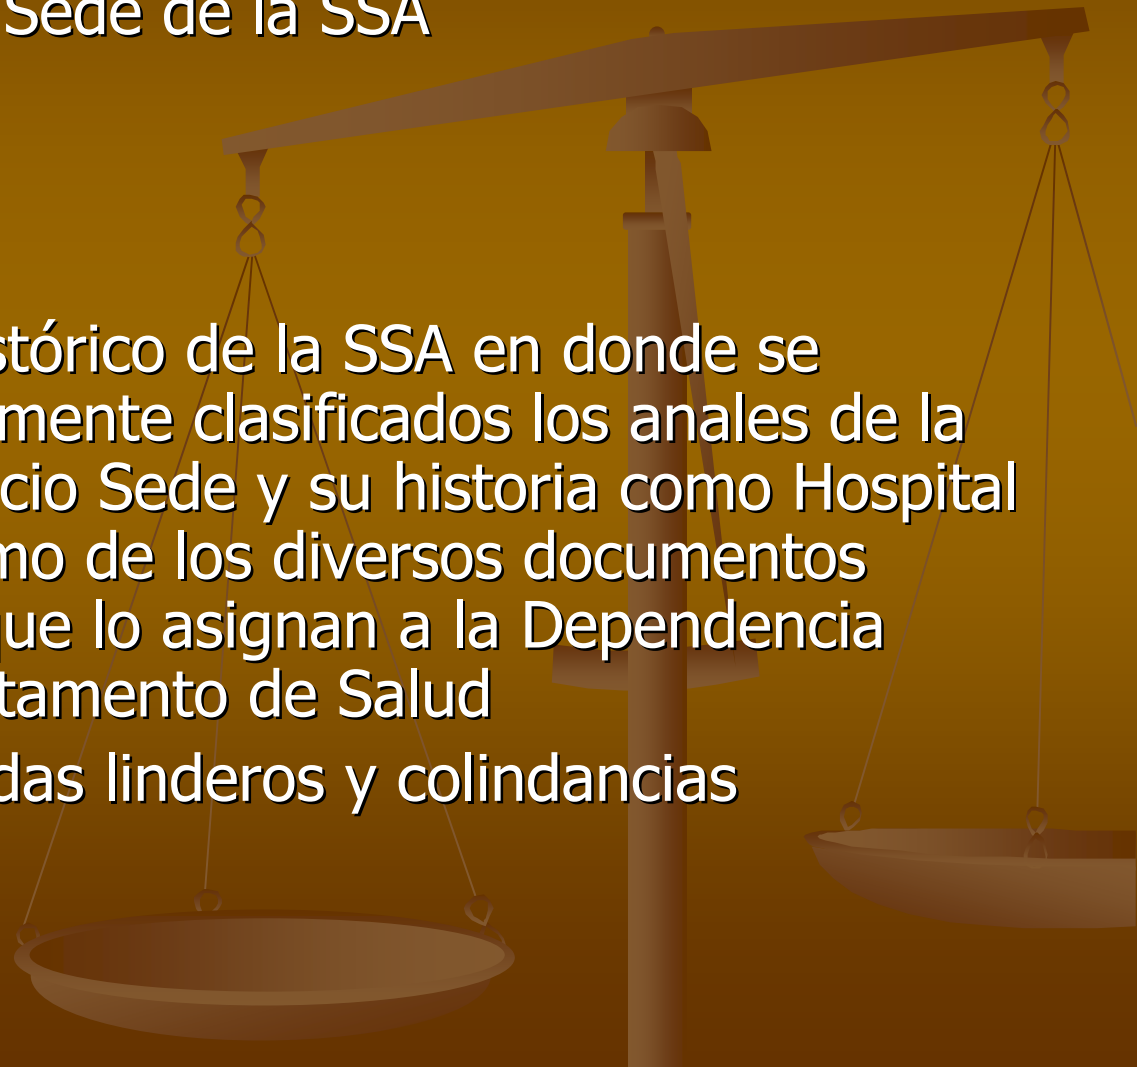 Sede de la SSA
stórico de la SSA en donde se
mente clasificados los anales de la
cio Sede y su historia como Hospital
mo de los diversos documentos
que lo asignan a la Dependencia
tamento de Salud
das linderos y colindancias